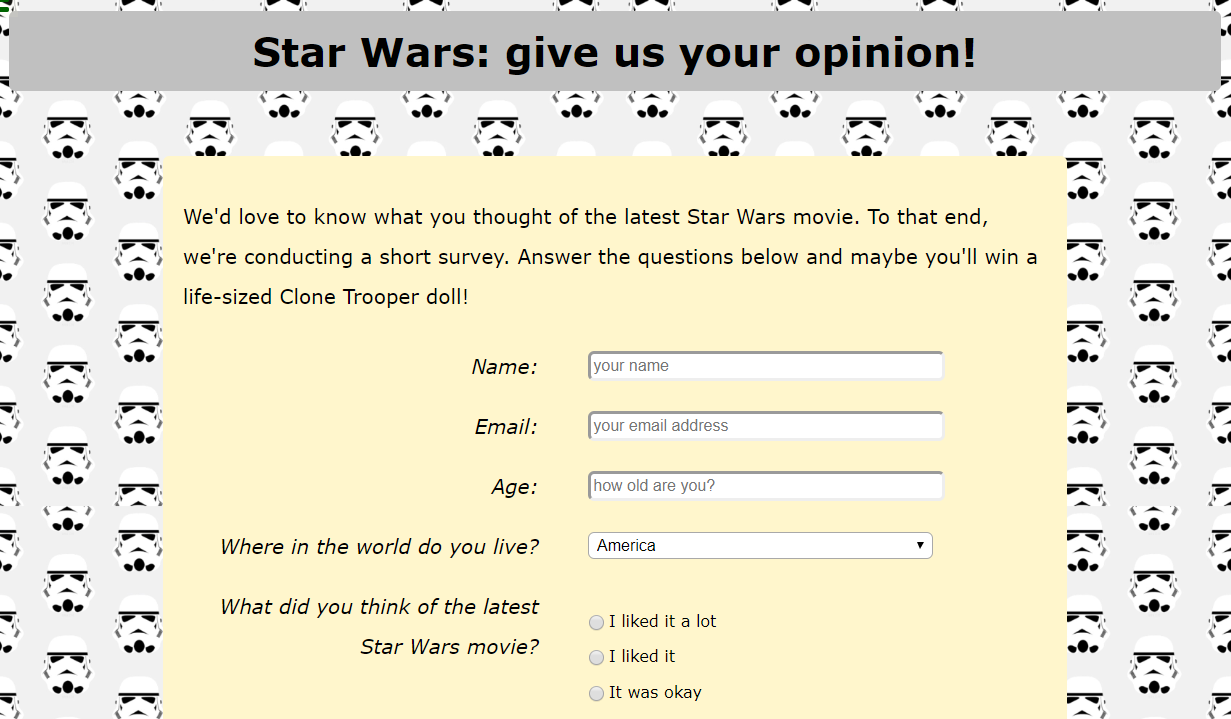 Star Wars: give us your opinion!
We'd love to know what you thought of the latest Star Wars movie. To that end,
we're conducting a short survey. Answer the questions below and maybe you'll win a
life-sized Clone Trooper doll!
Name: your name
Email: your email address
Age: how old are you?
Where in the world do you live? America
What did you think of the latest
Star Wars movie?
I liked it a lot
I liked it
It was okay